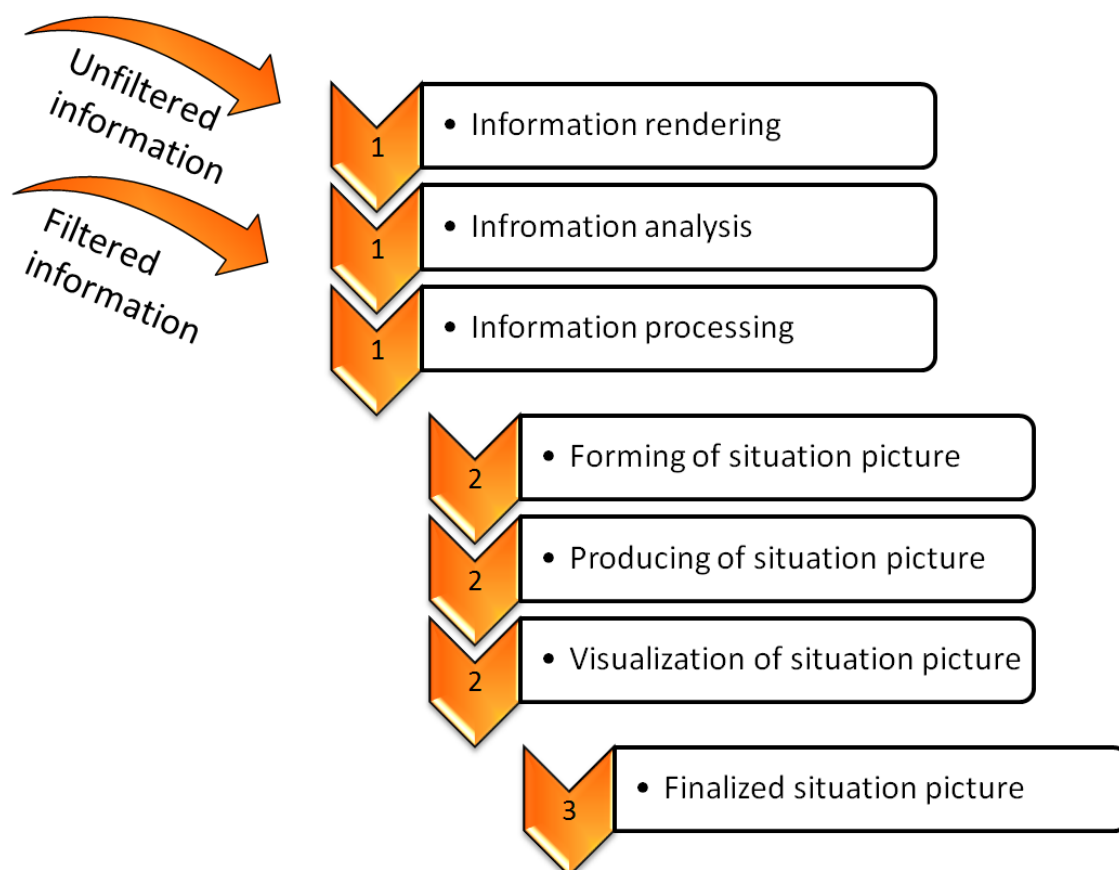 Unfiltered
information
Filtered
information
1
• Information rendering
1
• Infromation analysis
1
• Information processing
2
• Forming of situation picture
2
• Producing of situation picture
2
• Visualization of situation picture
3
• Finalized situation picture